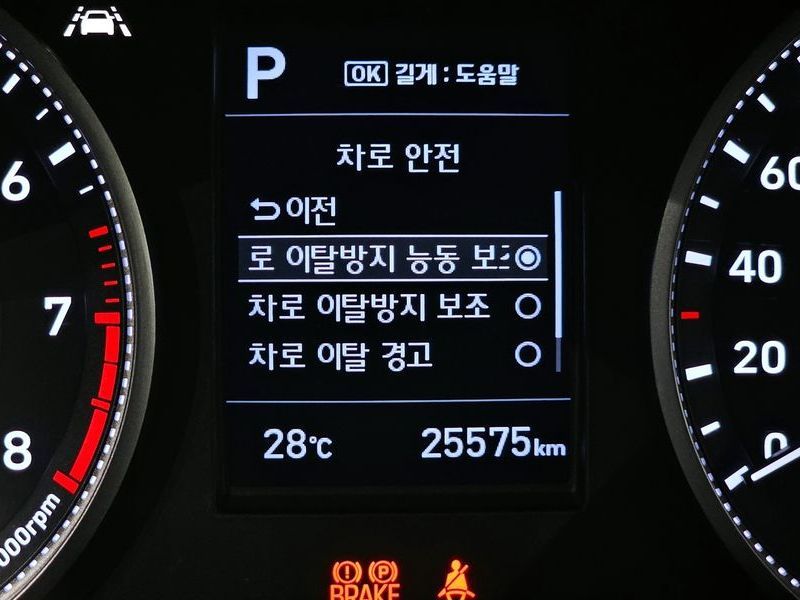 P
OK 길게 : 도움말
차로 안전
이전
로 이탈방지 능동 보조
차로 이탈방지 보조
차로 이탈 경고
28℃ 25575km
6
7
8
000rpm
60
40
20
0
BRAKE